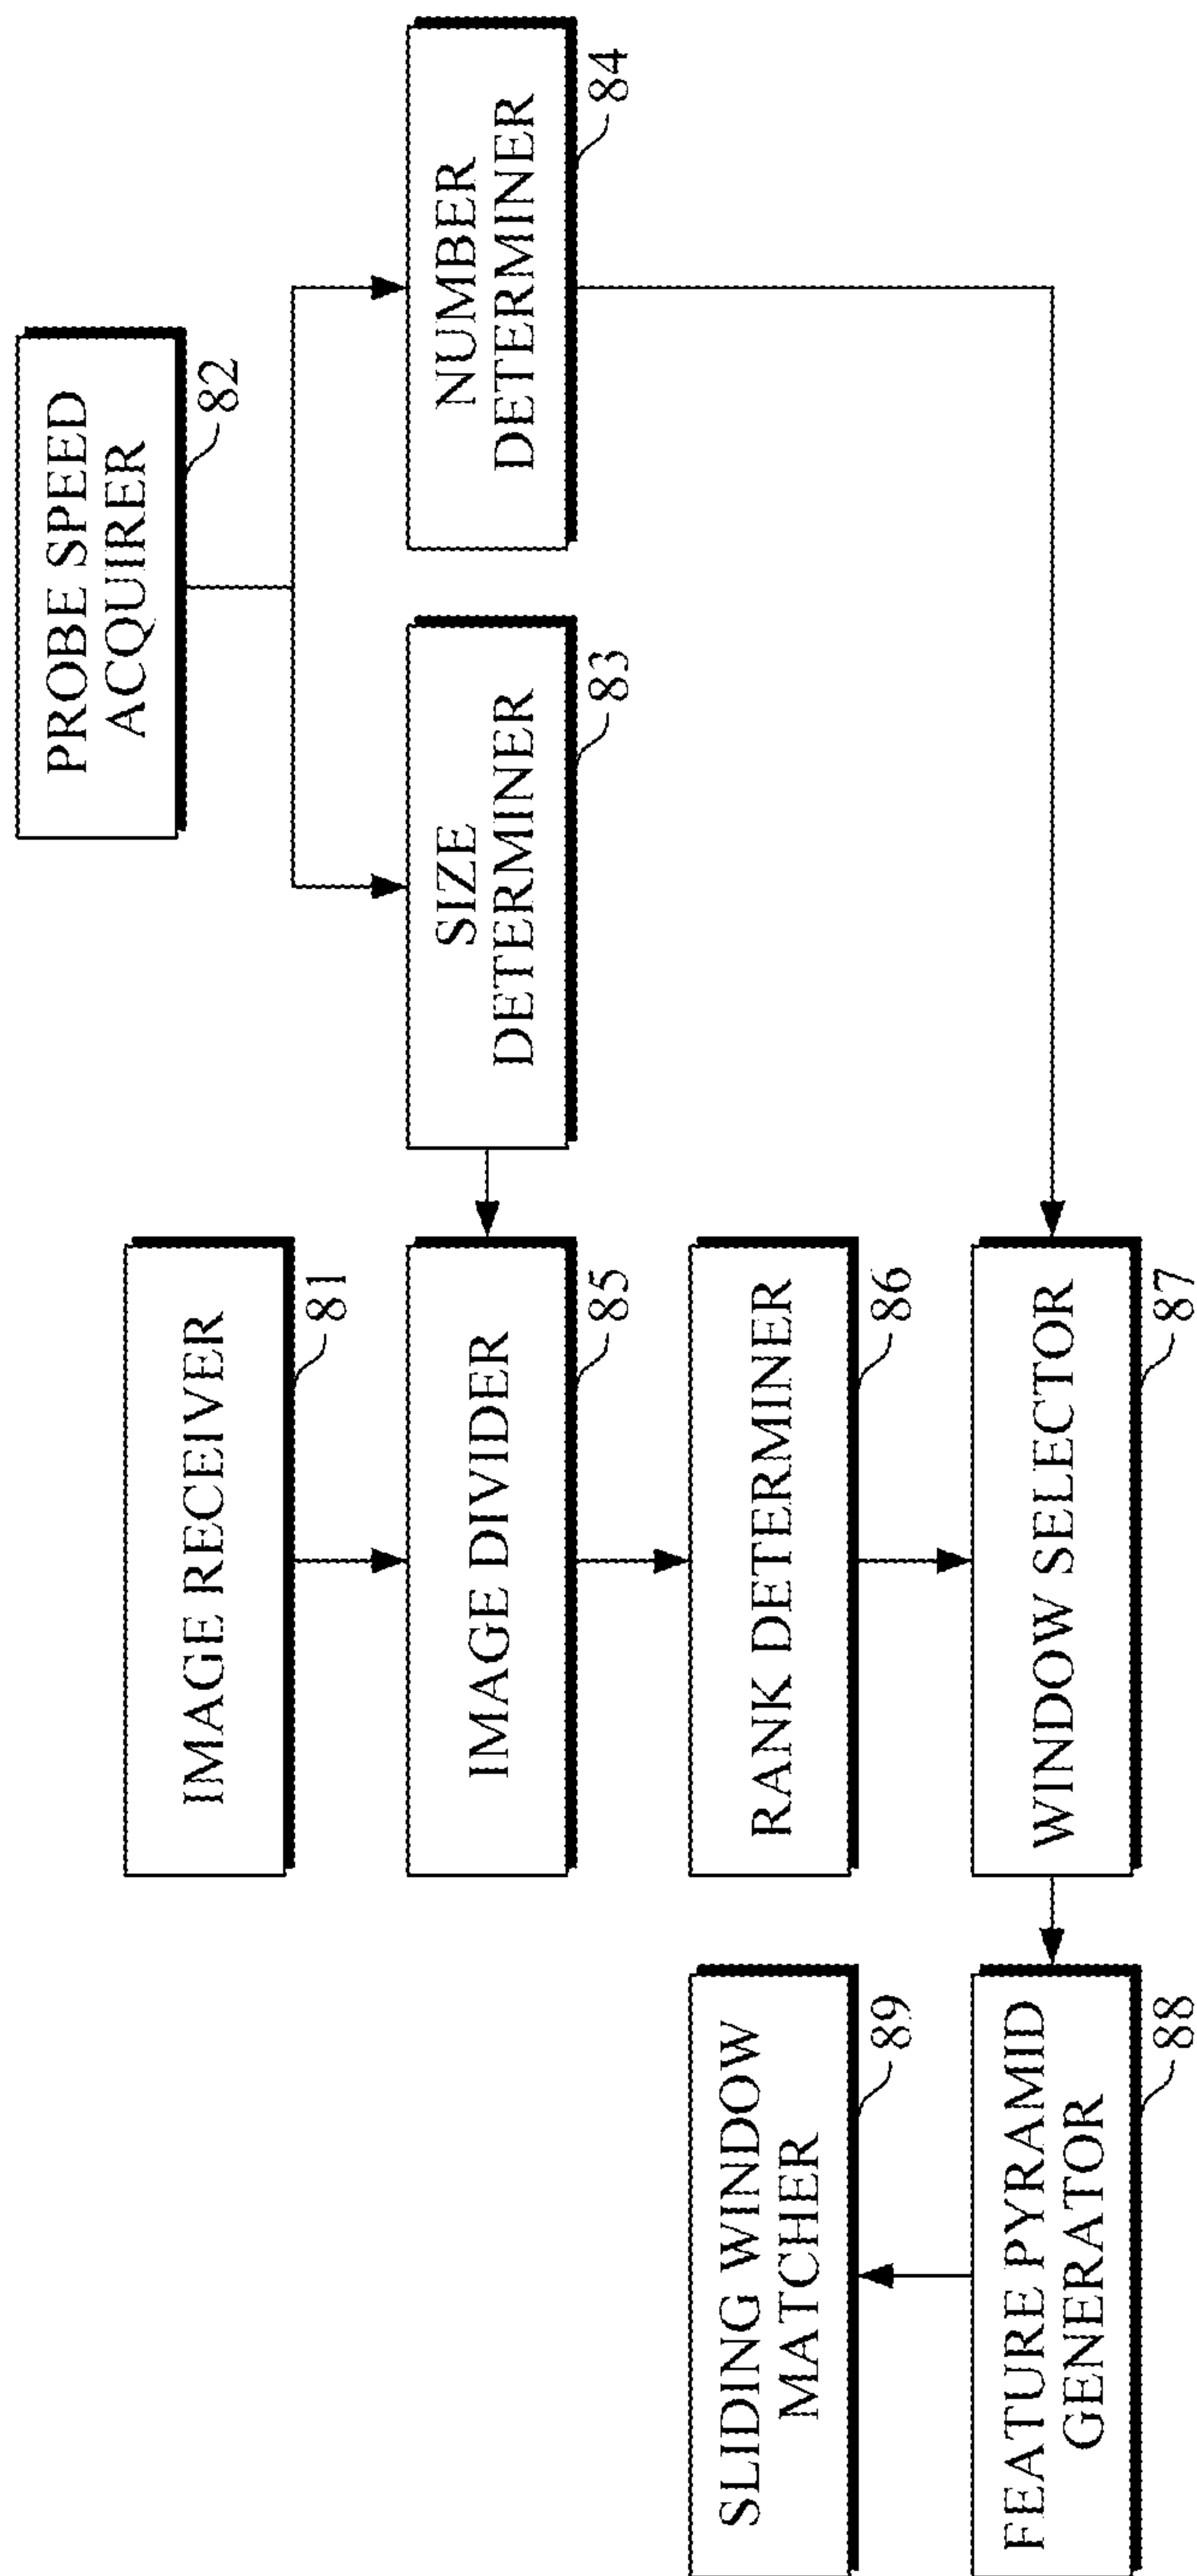 PROBE SPEED
ACQUIRER
82
NUMBER
DETERMINER
84
SIZE
DETERMINER
83
IMAGE RECEIVER
81
IMAGE DIVIDER
85
RANK DETERMINER
86
WINDOW SELECTOR
87
SLIDING WINDOW
MATCHER
89
FEATURE PYRAMID
GENERATOR
88